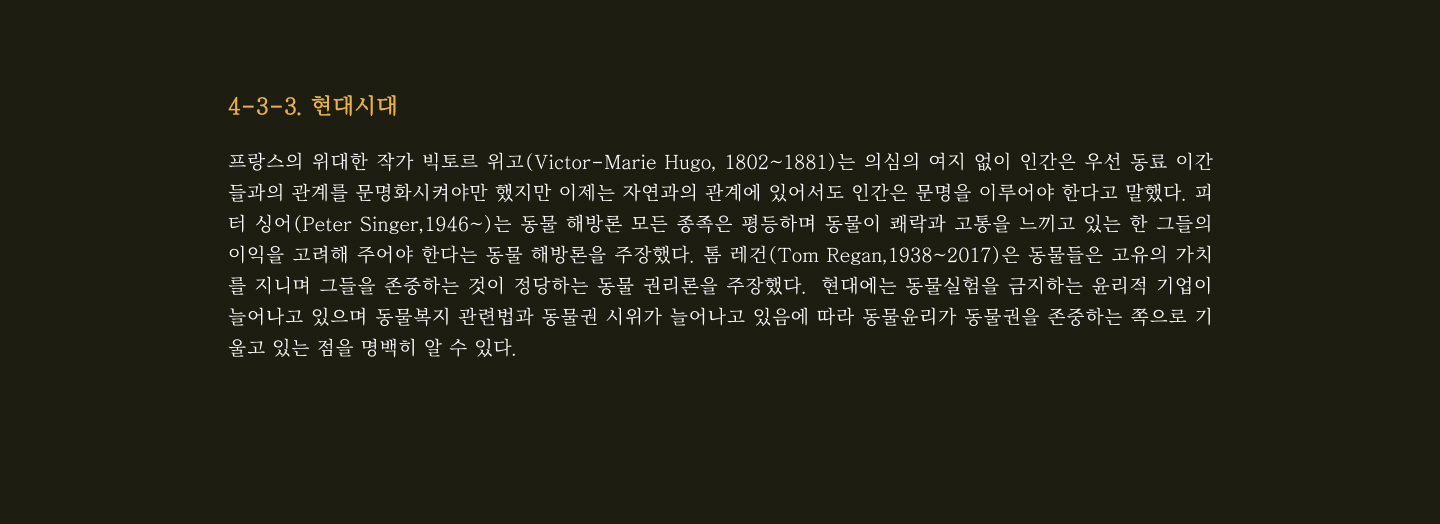 4-3-3. 현대시대
프랑스의 위대한 작가 빅토르 위고(Victor-Marie Hugo, 1802~1881)는 의심의 여지 없이 인간은 우선 동료 이간
들과의 관계를 문명화시켜야만 했지만 이제는 자연과의 관계에 있어서도 인간은 문명을 이루어야 한다고 말했다. 피
터 싱어(Peter Singer,1946~)는 동물 해방론 모든 종족은 평등하며 동물이 쾌락과 고통을 느끼고 있는 한 그들의
이익을 고려해 주어야 한다는 동물 해방론을 주장했다. 톰 레건(Tom Regan,1938~2017)은 동물들은 고유의 가치
를 지니며 그들을 존중하는 것이 정당하는 동물 권리론을 주장했다.  현대에는 동물실험을 금지하는 윤리적 기업이
늘어나고 있으며 동물복지 관련법과 동물권 시위가 늘어나고 있음에 따라 동물윤리가 동물권을 존중하는 쪽으로 기
울고 있는 점을 명백히 알 수 있다.